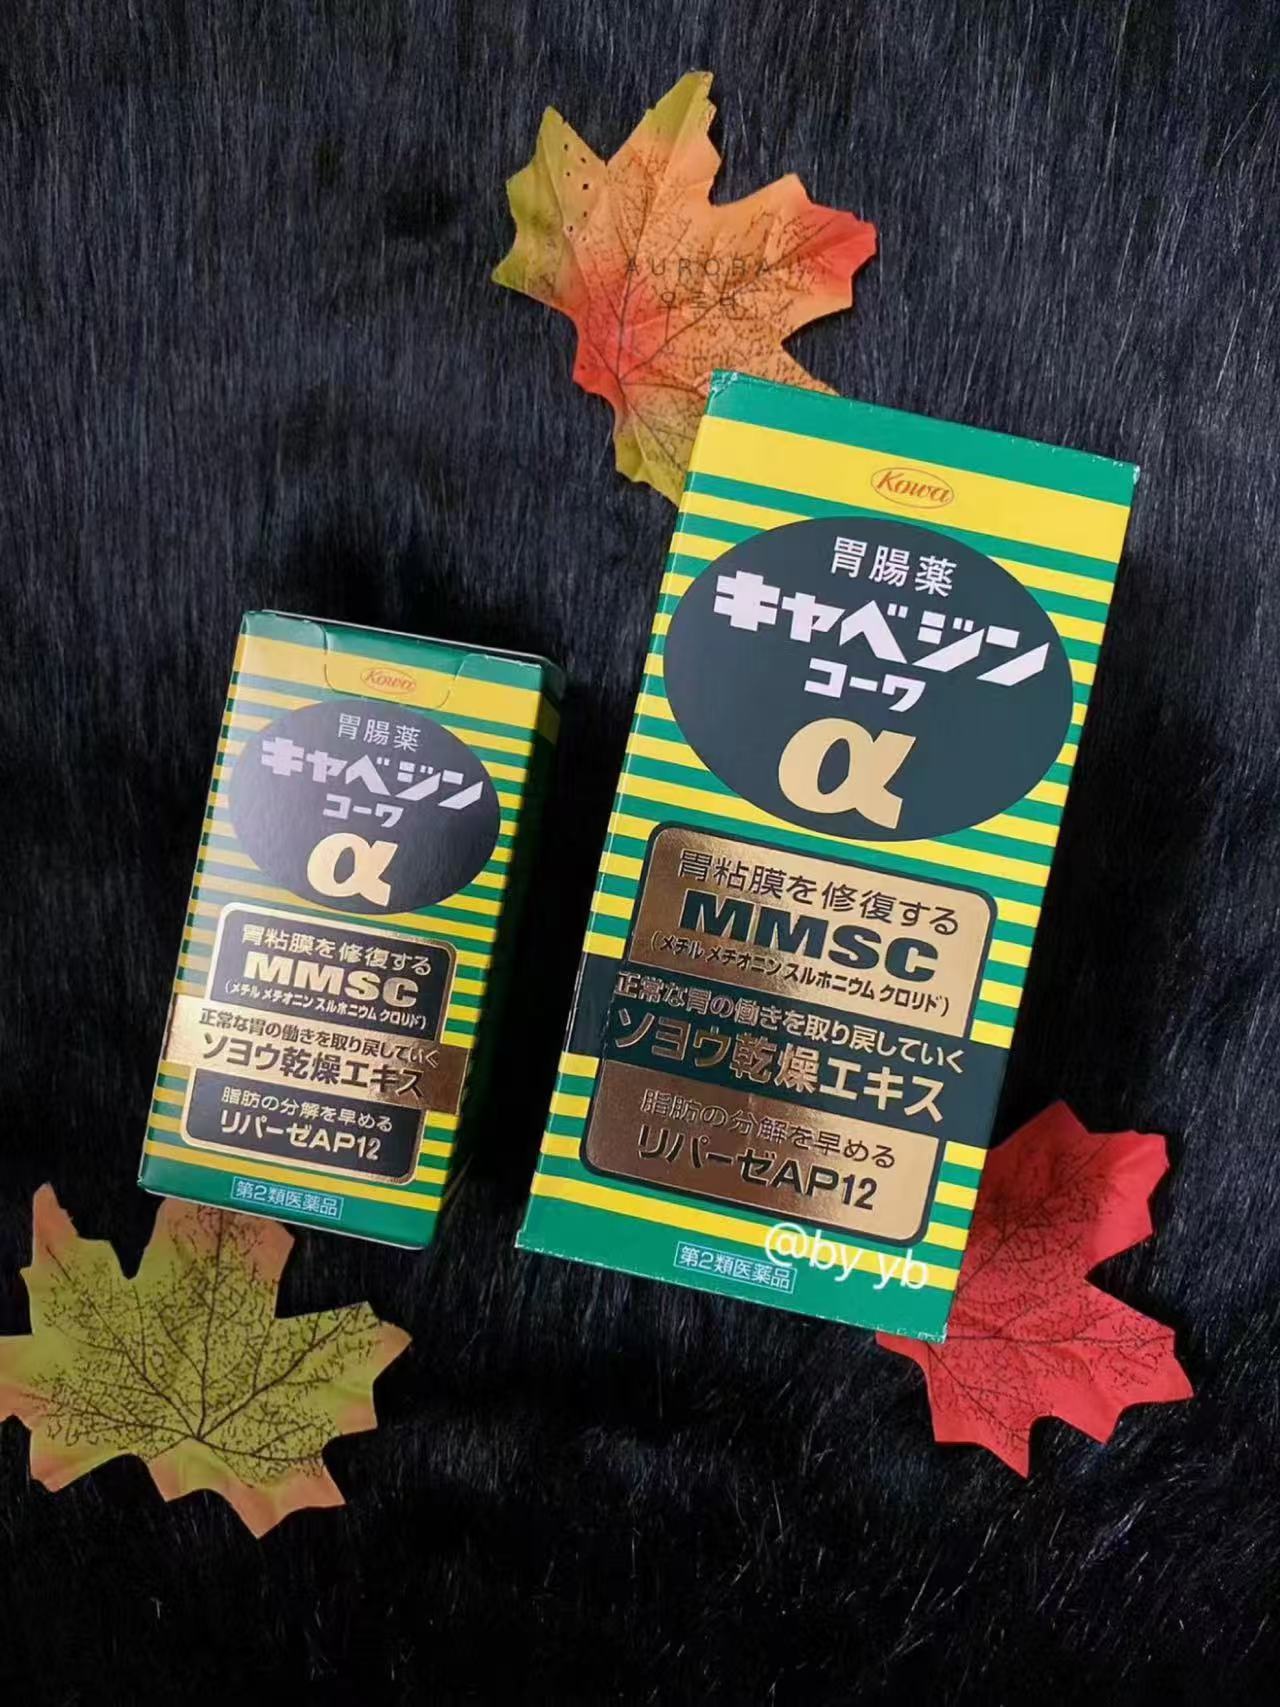 AURORA
오로라
Kowa
胃腸薬
キャベジン
コーワ
α
胃粘膜を修復する
MMSC
(メチルメチオニンスルホニウムクロリド)
正常な胃の働きを取り戻していく
ソヨウ乾燥エキス
脂肪の分解を早める
リパーゼAP12
第2類医薬品
Kowa
胃腸薬
キャベジン
コーワ
α
胃粘膜を修復する
MMSC
(メチルメチオニンスルホニウムクロリド)
正常な胃の働きを取り戻していく
ソヨウ乾燥エキス
脂肪の分解を早める
リパーゼAP12
第2類医薬品
@by yb